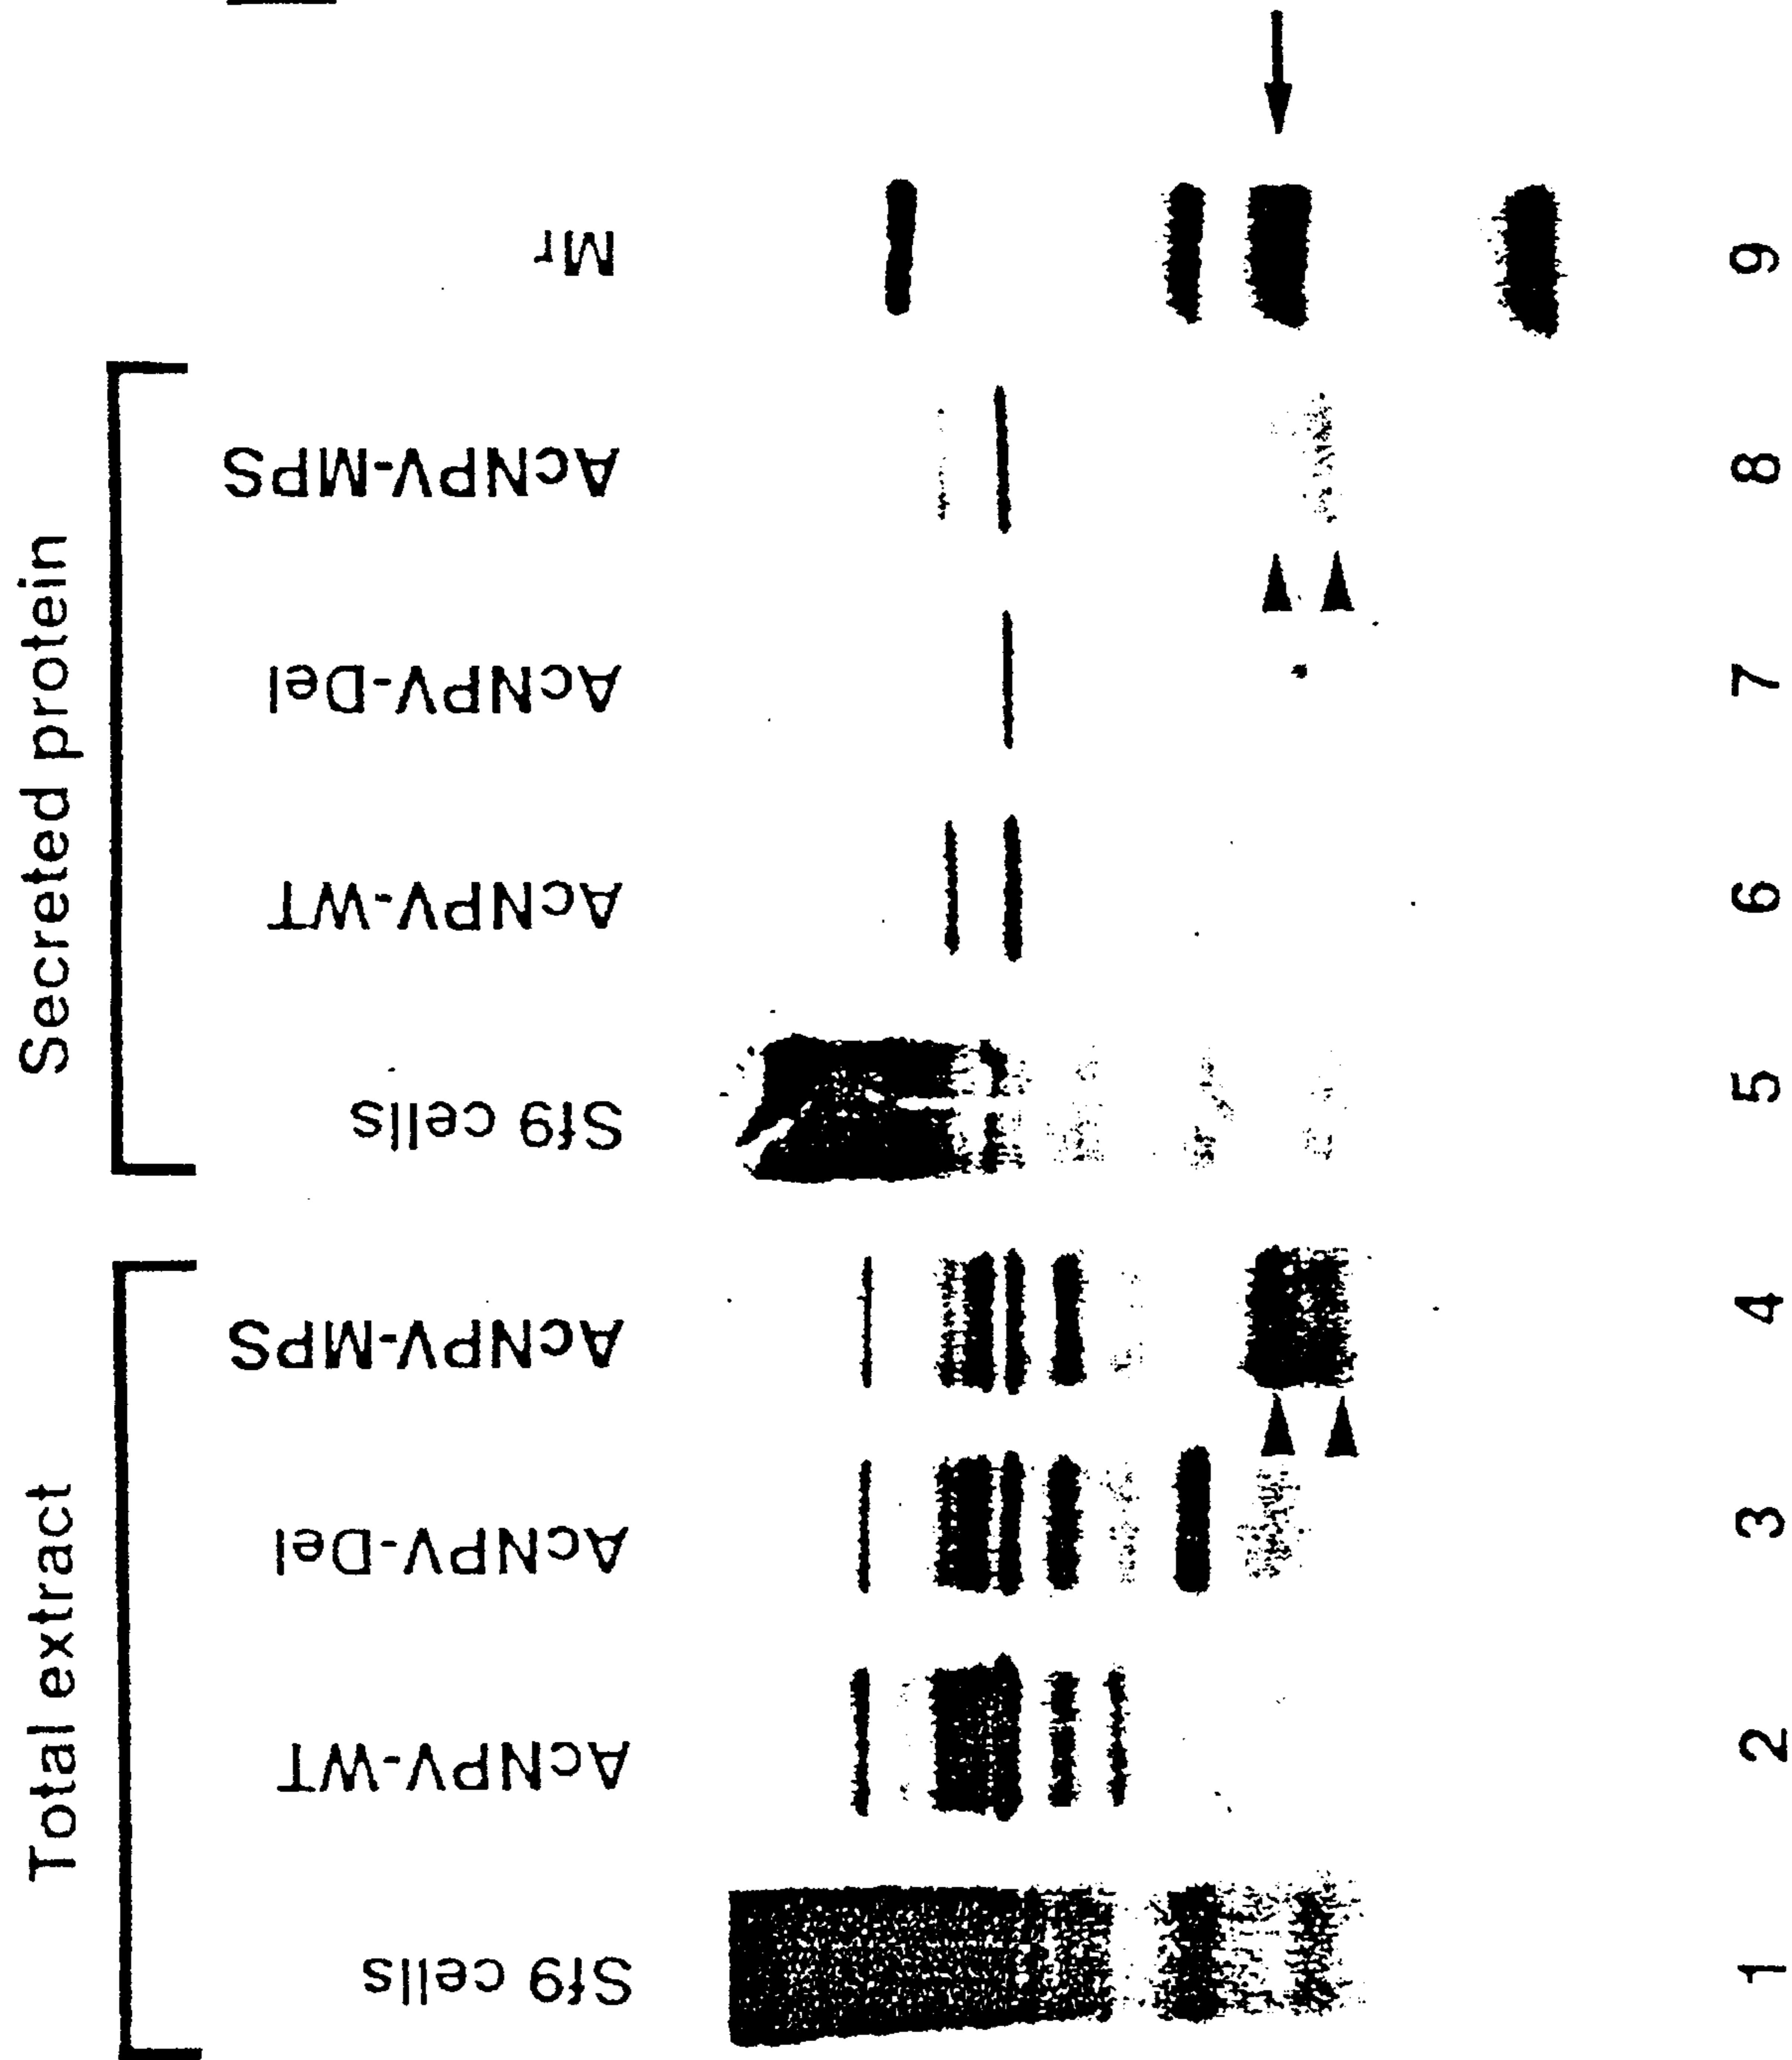 Total extract
Secreted protein
Sf9 cells
AcNPV-WT
AcNPV-Del
AcNPV-MPS
Sf9 cells
AcNPV-WT
AcNPV-Del
AcNPV-MPS
Mr
1 2 3 4 5 6 7 8 9